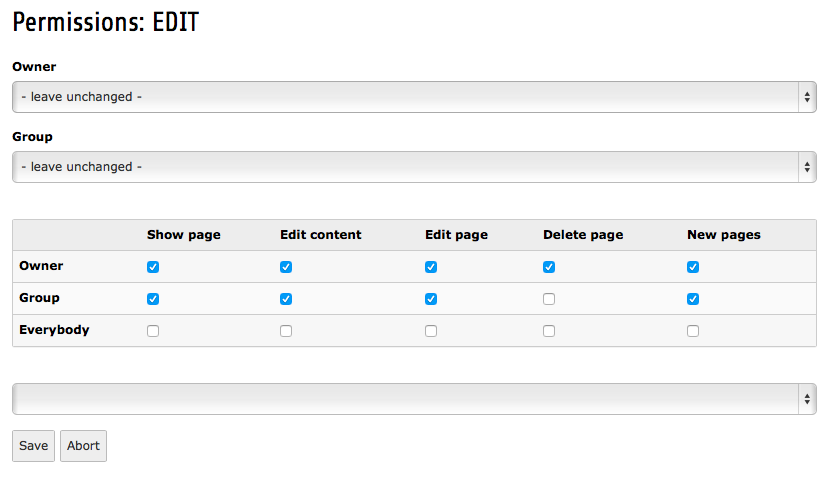 Permissions: EDIT
Owner
- leave unchanged -
Group
- leave unchanged -
Show page Edit content Edit page Delete page New pages
Owner
Group
Everybody
Save Abort